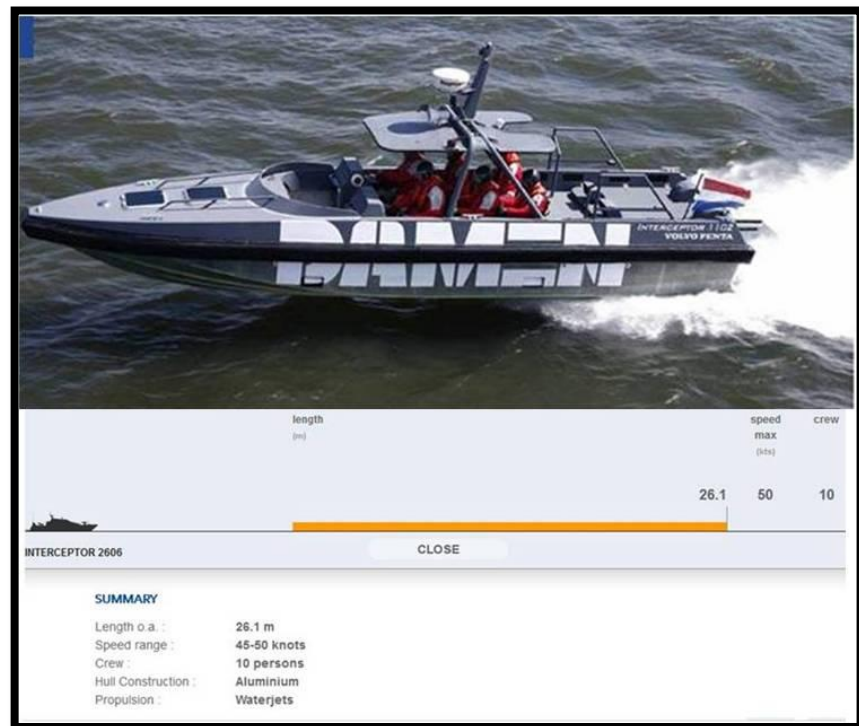 DAMEN
INTERCEPTOR 1102
VOLVO PENTA
length
(m)
speed
max
(kts)
crew
26.1
50
10
INTERCEPTOR 2606
CLOSE
SUMMARY
Length o.a. : 26.1 m
Speed range : 45-50 knots
Crew : 10 persons
Hull Construction : Aluminium
Propulsion : Waterjets